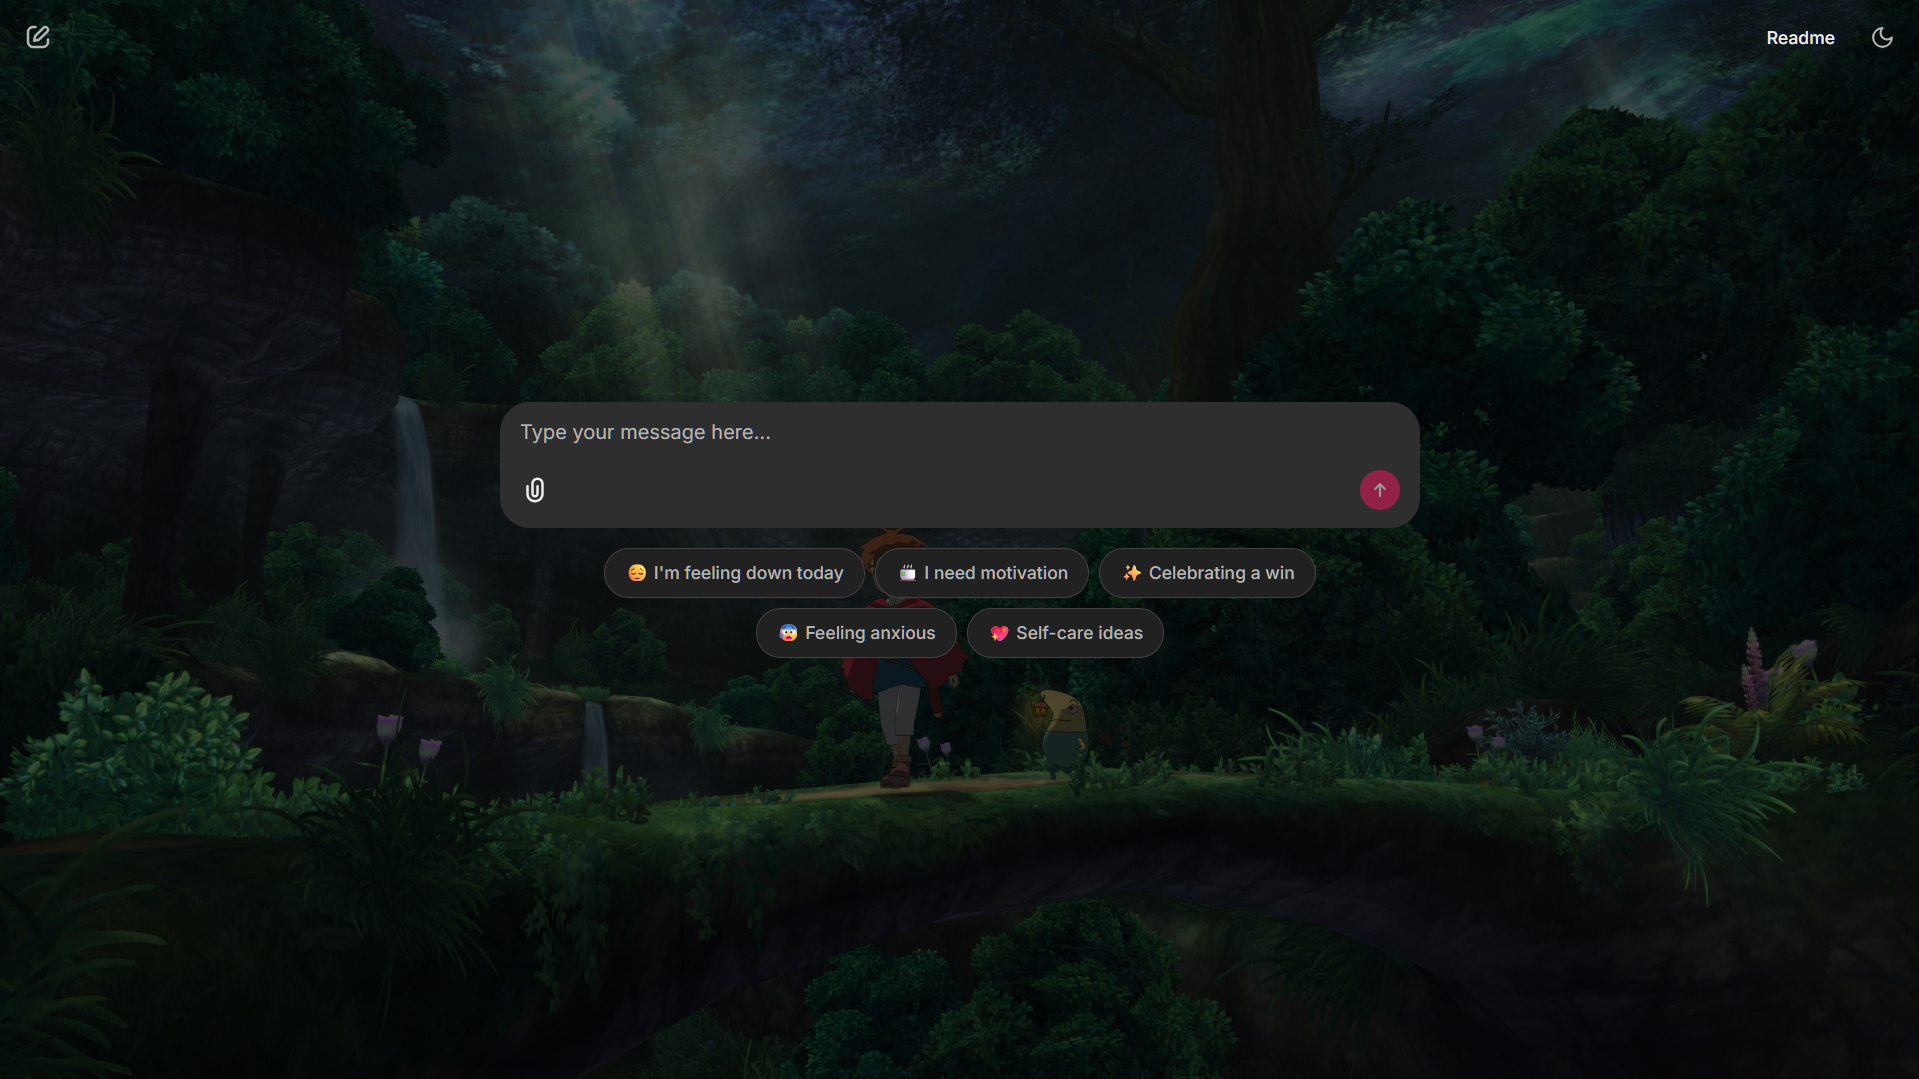 Readme
Type your message here...
😔 I'm feeling down today
☕ I need motivation
✨ Celebrating a win
😰 Feeling anxious
💖 Self-care ideas